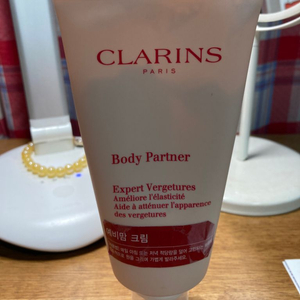 CLARINS
PARIS
Body Partner
Expert Vergetures
Améliore l'élasticité
Aide à atténuer l'apparence
des vergetures
크림